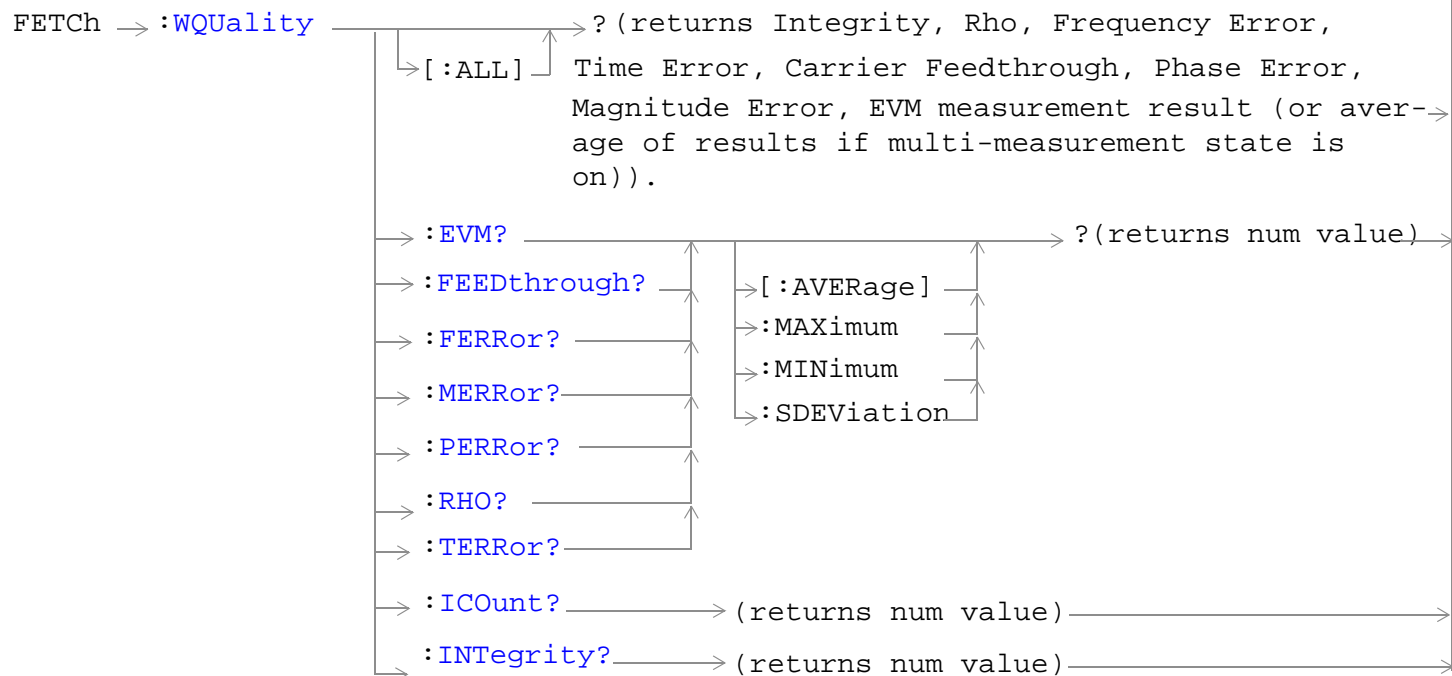 FETCh :WQUality ?(returns Integrity, Rho, Frequency Error,
[:ALL] Time Error, Carrier Feedthrough, Phase Error,
Magnitude Error, EVM measurement result (or aver-
age of results if multi-measurement state is
on)).
:EVM? ?(returns num value)
:FEEDthrough? [:AVERage]
:FERRor? :MAXimum
:MERRor? :MINimum
:PERRor? :SDEViation
:RHO?
:TERRor?
:ICOunt? (returns num value)
:INTegrity? (returns num value)